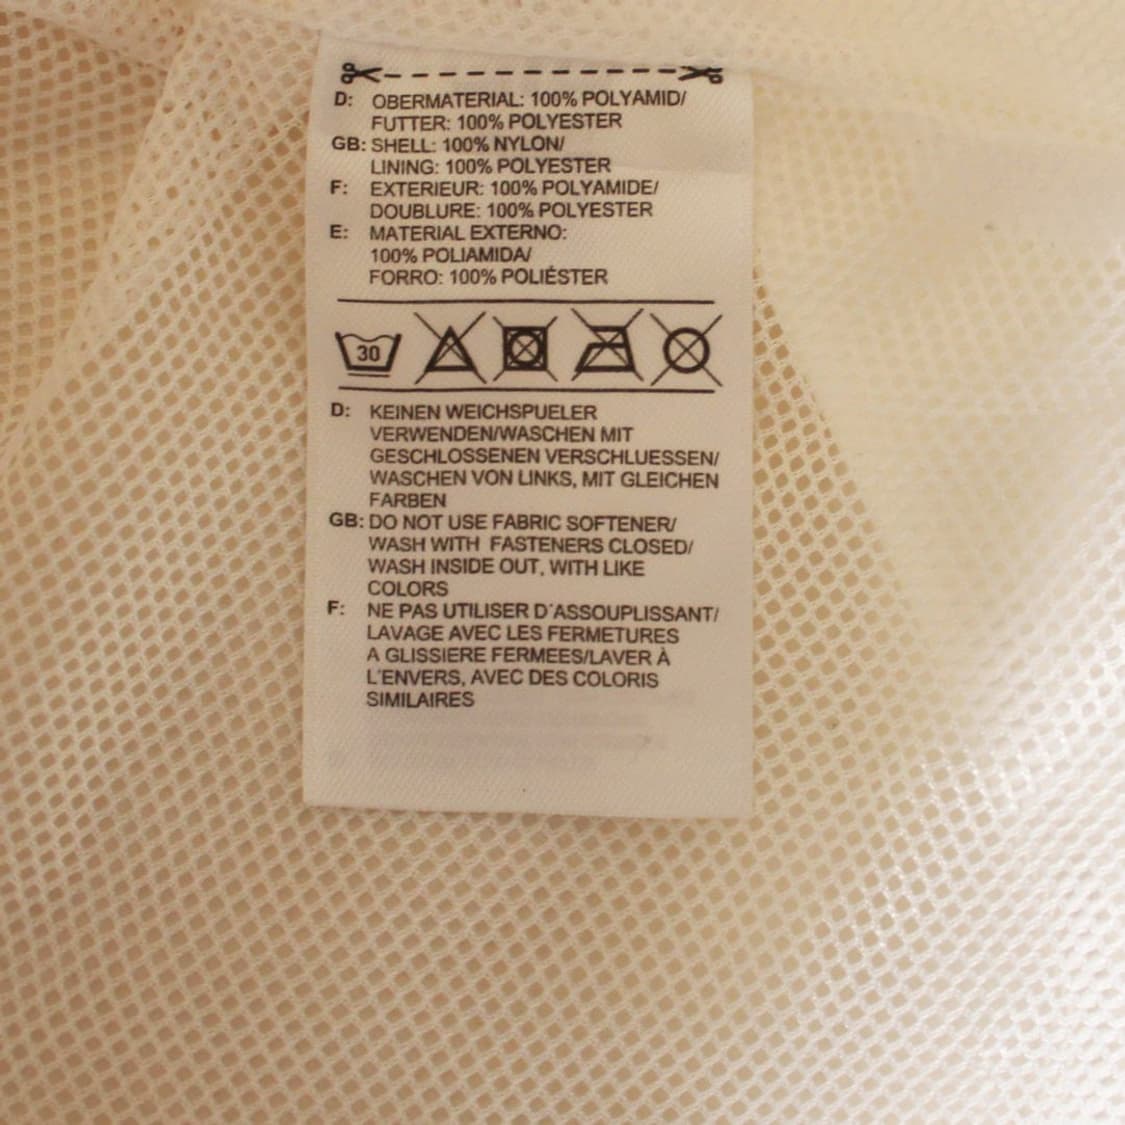 D: OBERMATERIAL: 100% POLYAMID/
FUTTER: 100% POLYESTER
GB: SHELL: 100% NYLON/
LINING: 100% POLYESTER
F: EXTERIEUR: 100% POLYAMIDE/
DOUBLURE: 100% POLYESTER
E: MATERIAL EXTERNO:
100% POLIAMIDA/
FORRO: 100% POLIÉSTER
30
D: KEINEN WEICHSPUELER
VERWENDEN/WASCHEN MIT
GESCHLOSSENEN VERSCHLUESSEN/
WASCHEN VON LINKS, MIT GLEICHEN
FARBEN
GB: DO NOT USE FABRIC SOFTENER/
WASH WITH FASTENERS CLOSED/
WASH INSIDE OUT, WITH LIKE
COLORS
F: NE PAS UTILISER D'ASSOUPLISSANT/
LAVAGE AVEC LES FERMETURES
A GLISSIERE FERMEES/LAVER À
L'ENVERS, AVEC DES COLORIS
SIMILAIRES